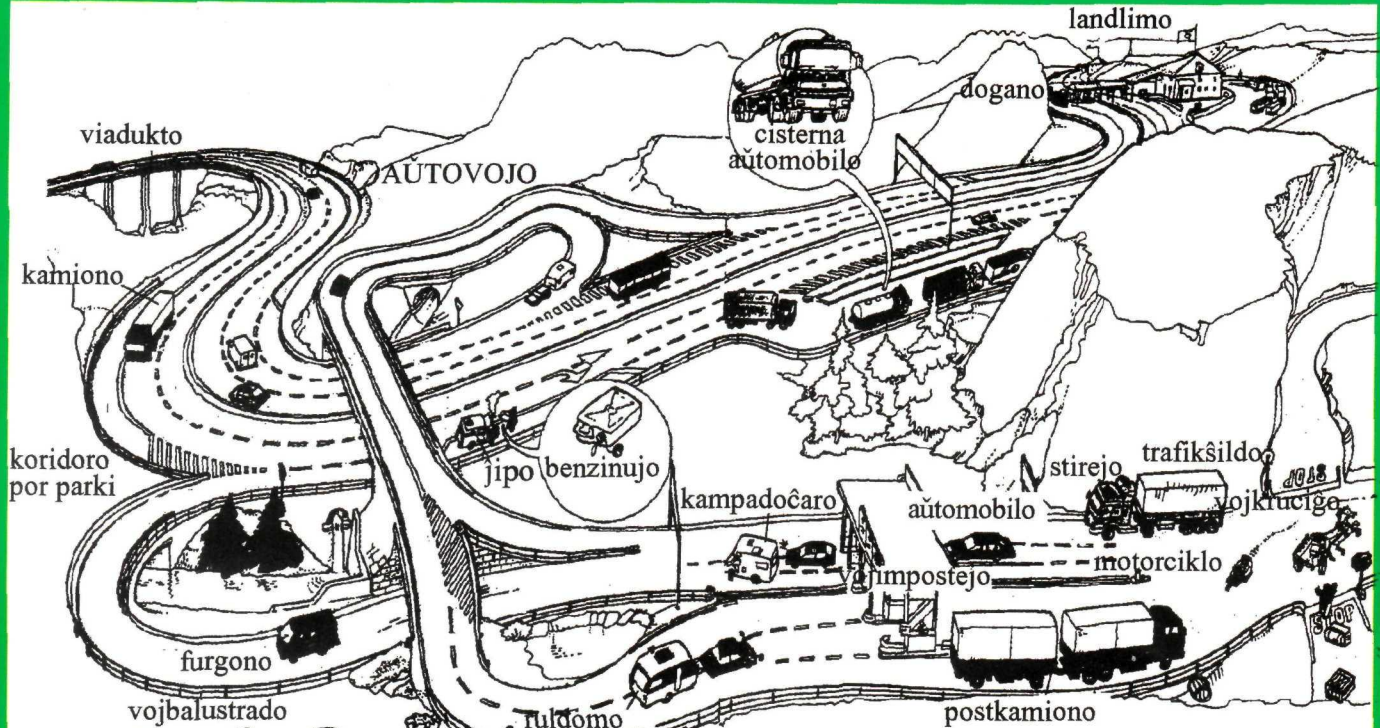 landlimo
dogano
cisterna
aŭtomobilo
viadukto
AŬTOVOJO
kamiono
koridoro
por parki
jipo
benzinujo
kampadoĉaro
aŭtomobilo
stirejo
trafikŝildo
STOP
vojkruciĝo
motorciklo
impostejo
STOP
furgono
vojbalustrado
ruldomo
postkamiono